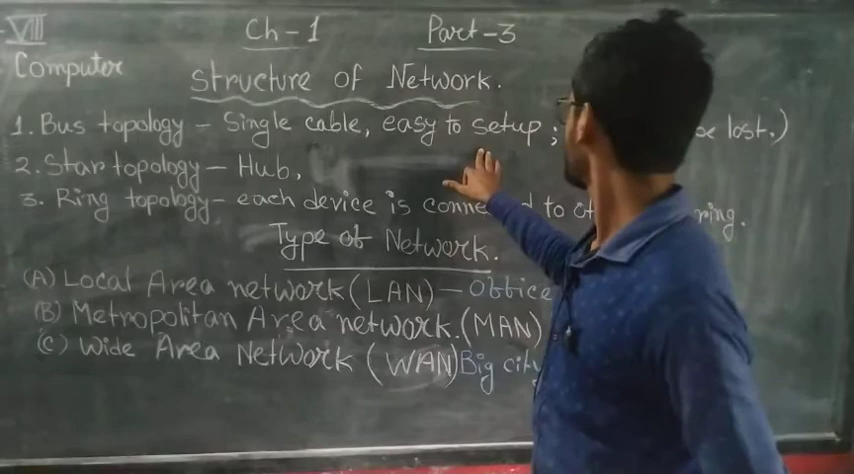 VIII Ch-1 Part-3
Computer
Structure of Network.
1. Bus topology - Single cable, easy to setup; lost.)
2. Star topology - Hub,
3. Ring topology - each device is conne to ring.
Type of Network.
(A) Local Area network (LAN) - Office
(B) Metropolitan Area network. (MAN)
(C) Wide Area Network (WAN) Big city